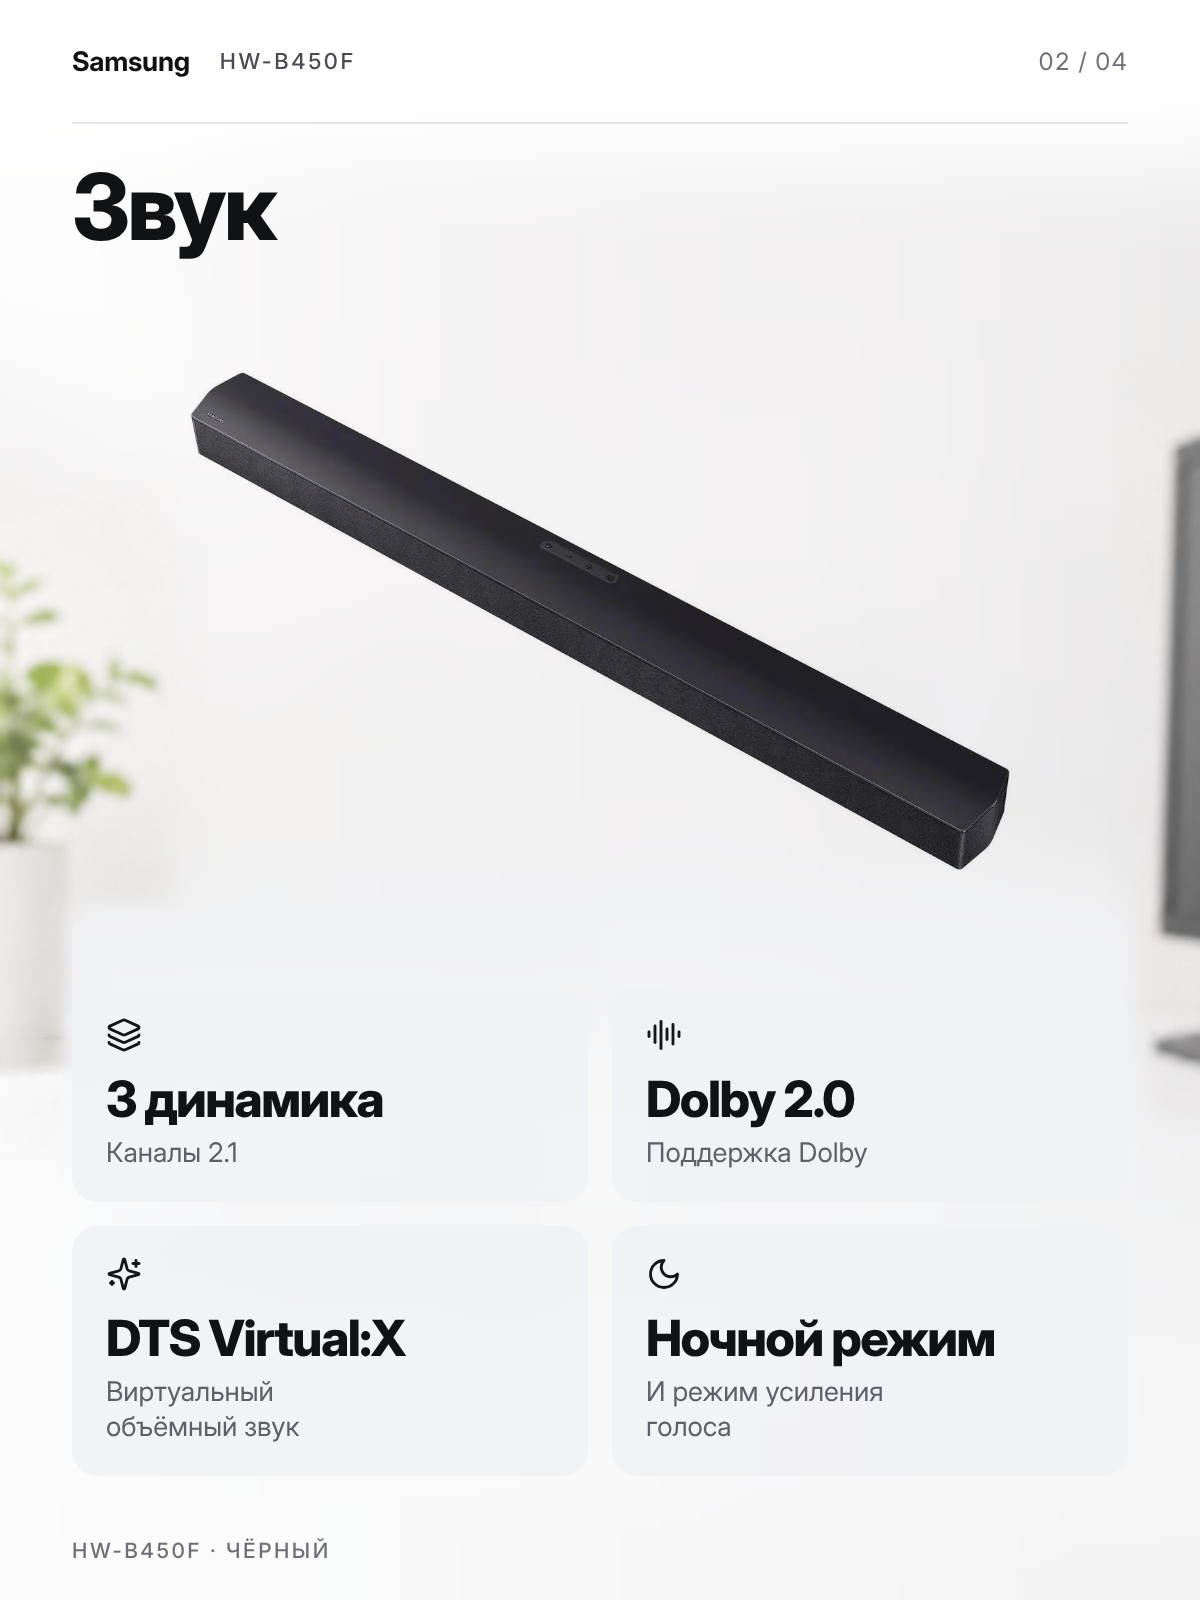 Samsung HW-B450F 02 / 04
Звук
3 динамика
Каналы 2.1
Dolby 2.0
Поддержка Dolby
DTS Virtual:X
Виртуальный
объёмный звук
Ночной режим
И режим усиления
голоса
HW-B450F · ЧЁРНЫЙ